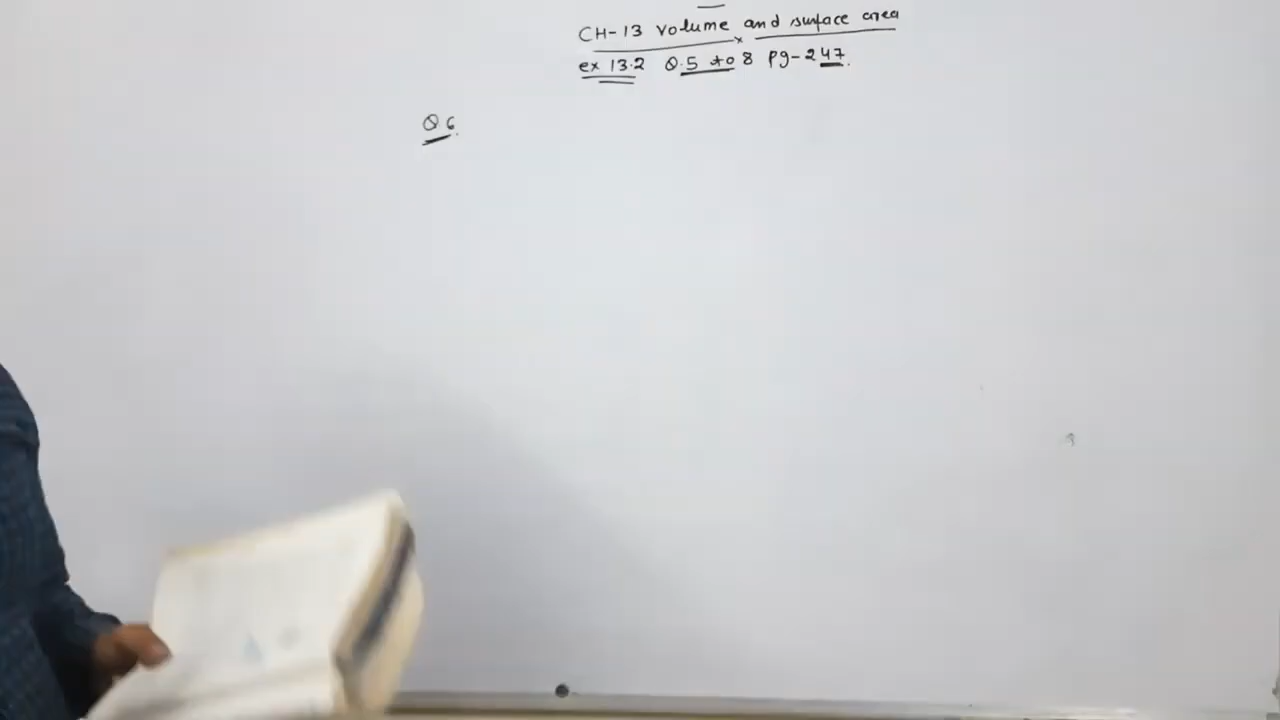 CH-13 Volume and surface area
ex 13.2 Q.5 to 8 Pg-247.
Q 6.